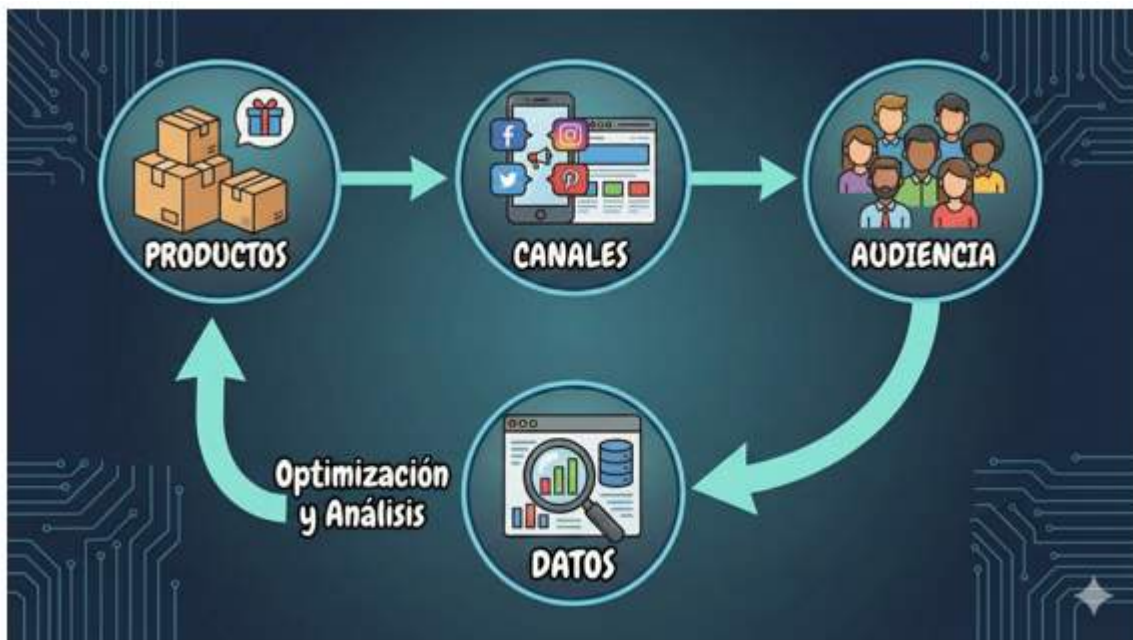 PRODUCTOS
CANALES
AUDIENCIA
Optimización
y Análisis
DATOS